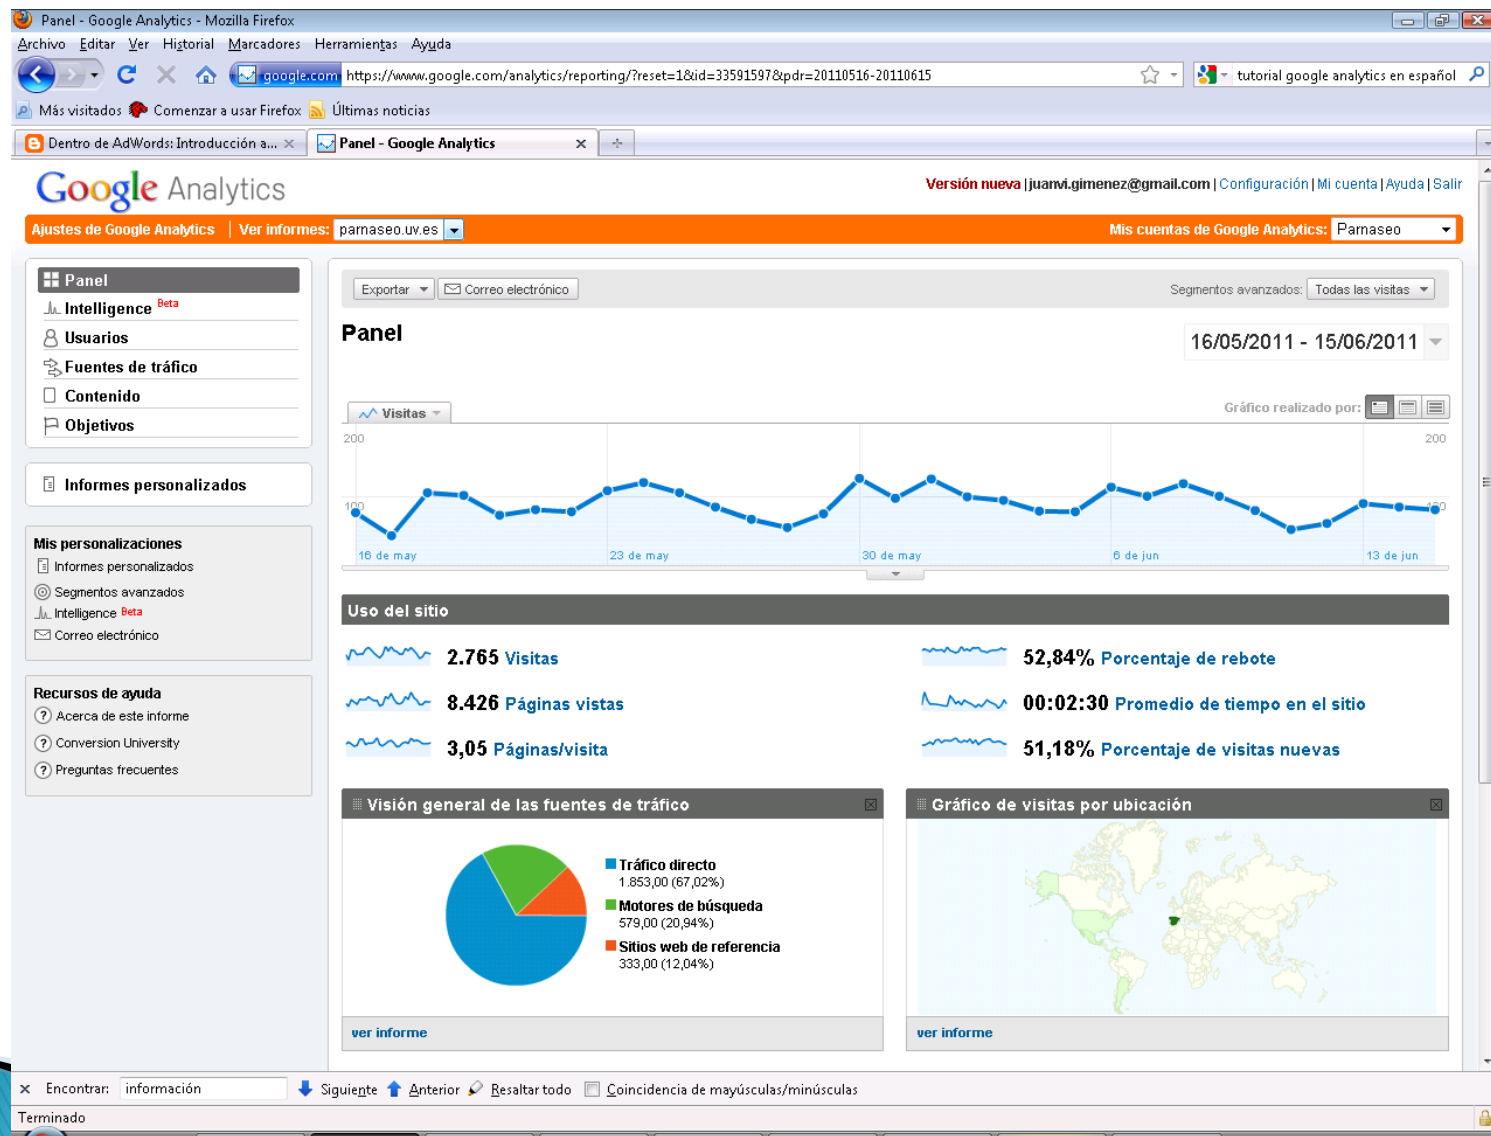 Panel - Google Analytics - Mozilla Firefox
Archivo Editar Ver Historial Marcadores Herramientas Ayuda
google.com https://www.google.com/analytics/reporting/?reset=1&id=33591597&pdr=20110516-20110615
tutorial google analytics en español
Más visitados Comenzar a usar Firefox Últimas noticias
Dentro de AdWords: Introducción a...
Panel - Google Analytics
Google Analytics
Versión nueva | juanvi.gimenez@gmail.com | Configuración | Mi cuenta | Ayuda | Salir
Ajustes de Google Analytics | Ver informes: parnaseo.uv.es
Mis cuentas de Google Analytics: Parnaseo
Panel
Intelligence Beta
Usuarios
Fuentes de tráfico
Contenido
Objetivos
Informes personalizados
Mis personalizaciones
Informes personalizados
Segmentos avanzados
Intelligence Beta
Correo electrónico
Recursos de ayuda
Acerca de este informe
Conversion University
Preguntas frecuentes
Exportar Correo electrónico
Segmentos avanzados: Todas las visitas
Panel
16/05/2011 - 15/06/2011
Visitas
Gráfico realizado por:
200 200
100 100
16 de may 23 de may 30 de may 6 de jun 13 de jun
Uso del sitio
2.765 Visitas
52,84% Porcentaje de rebote
8.426 Páginas vistas
00:02:30 Promedio de tiempo en el sitio
3,05 Páginas/visita
51,18% Porcentaje de visitas nuevas
Visión general de las fuentes de tráfico
Tráfico directo
1.853,00 (67,02%)
Motores de búsqueda
579,00 (20,94%)
Sitios web de referencia
333,00 (12,04%)
ver informe
Gráfico de visitas por ubicación
ver informe
Encontrar: información Siguiente Anterior Resaltar todo Coincidencia de mayúsculas/minúsculas
Terminado